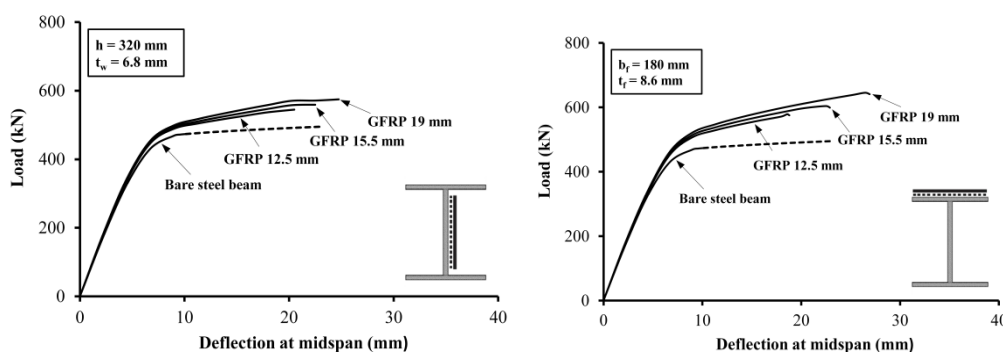 h = 320 mm
t_w = 6.8 mm
800
600
400
200
0
0
10
20
30
40
Load (kN)
Deflection at midspan (mm)
GFRP 19 mm
GFRP 15.5 mm
GFRP 12.5 mm
Bare steel beam
b_f = 180 mm
t_f = 8.6 mm
800
600
400
200
0
0
10
20
30
40
Load (kN)
Deflection at midspan (mm)
GFRP 19 mm
GFRP 15.5 mm
GFRP 12.5 mm
Bare steel beam